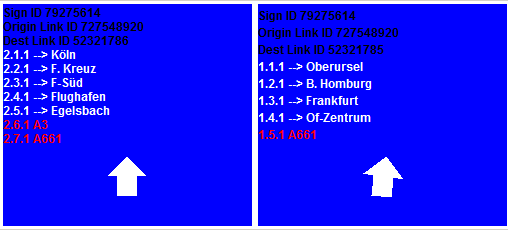 Sign ID 79275614
Origin Link ID 727548920
Dest Link ID 52321786
2.1.1 --> Köln
2.2.1 --> F. Kreuz
2.3.1 --> F-Süd
2.4.1 --> Flughafen
2.5.1 --> Egelsbach
2.6.1 A3
2.7.1 A661
Sign ID 79275614
Origin Link ID 727548920
Dest Link ID 52321785
1.1.1 --> Oberursel
1.2.1 --> B. Homburg
1.3.1 --> Frankfurt
1.4.1 --> Of-Zentrum
1.5.1 A661